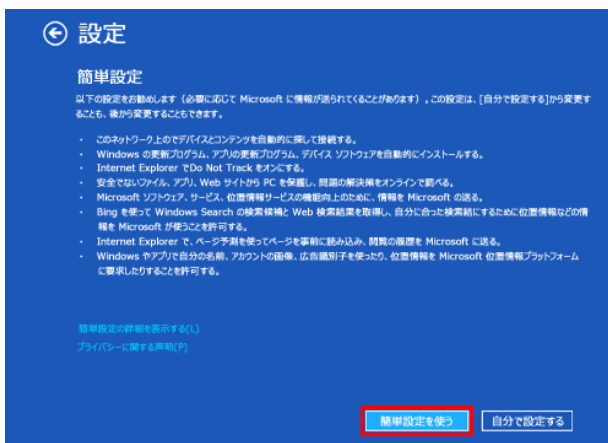 設定
簡単設定
以下の設定をお勧めします（必要に応じて Microsoft に情報が送られてくることがあります）。この設定は、[自分で設定する]から変更す
ることも、後から変更することもできます。
・ このネットワーク上のでデバイスとコンテンツを自動的に探して接続する。
・ Windows の更新プログラム、アプリの更新プログラム、デバイス ソフトウェアを自動的にインストールする。
・ Internet Explorer でDo Not Track をオンにする。
・ 安全でないファイル、アプリ、Web サイトから PC を保護し、問題の解決策をオンラインで調べる。
・ Microsoft ソフトウェア、サービス、位置情報サービスの機能向上のために、情報を Microsoft の送る。
・ Bing を使って Windows Search の検索候補と Web 検索結果を取得し、自分に合った検索結にするために位置情報などの情
報を Microsoft が使うことを許可する。
・ Internet Explorer で、ページ予測を使ってページを事前に読み込み、閲覧の履歴を Microsoft に送る。
・ Windows やアプリで自分の名前、アカウントの画像、広告識別子を使ったり、位置情報を Microsoft 位置情報プラットフォーム
に要求したりすることを許可する。
簡単設定の詳細を表示する(L)
プライバシーに関する声明(P)
簡単設定を使う 自分で設定する